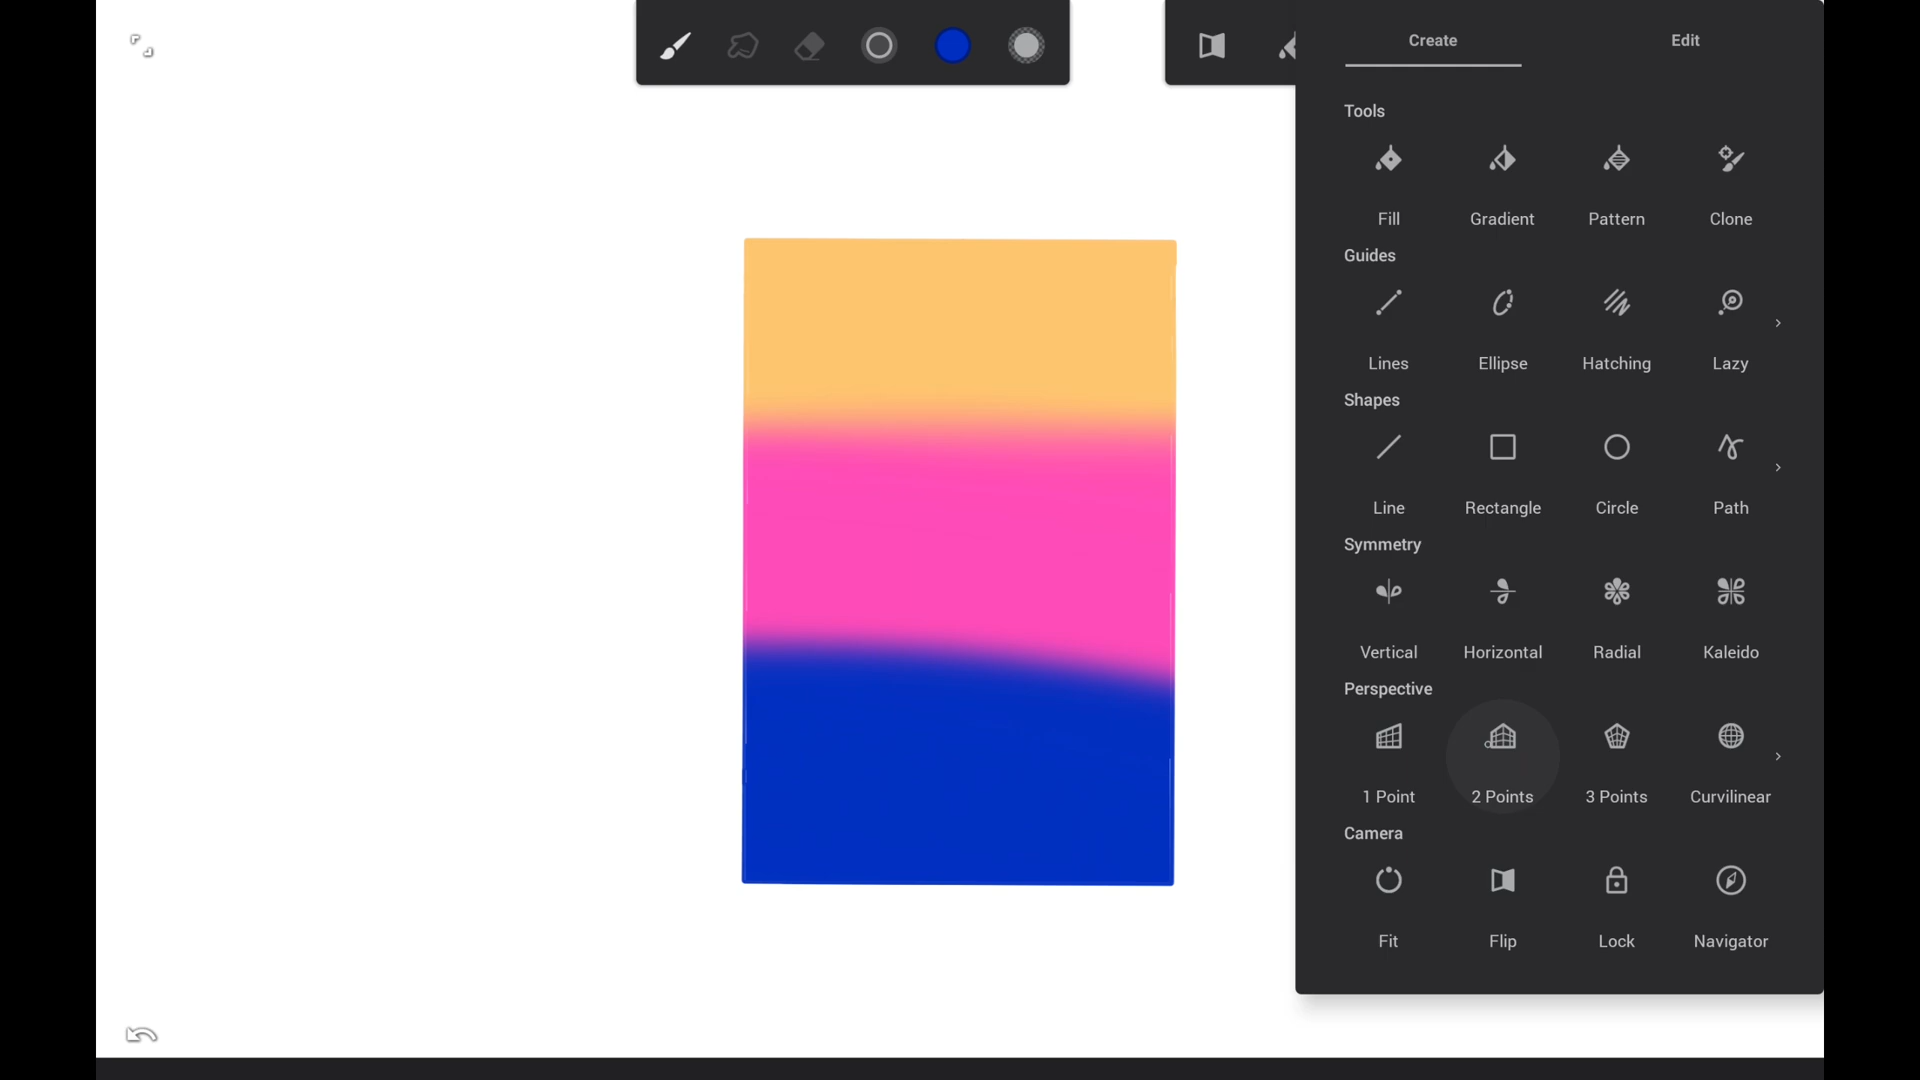 Create Edit
Tools
Fill Gradient Pattern Clone
Guides
Lines Ellipse Hatching Lazy
Shapes
Line Rectangle Circle Path
Symmetry
Vertical Horizontal Radial Kaleido
Perspective
1 Point 2 Points 3 Points Curvilinear
Camera
Fit Flip Lock Navigator